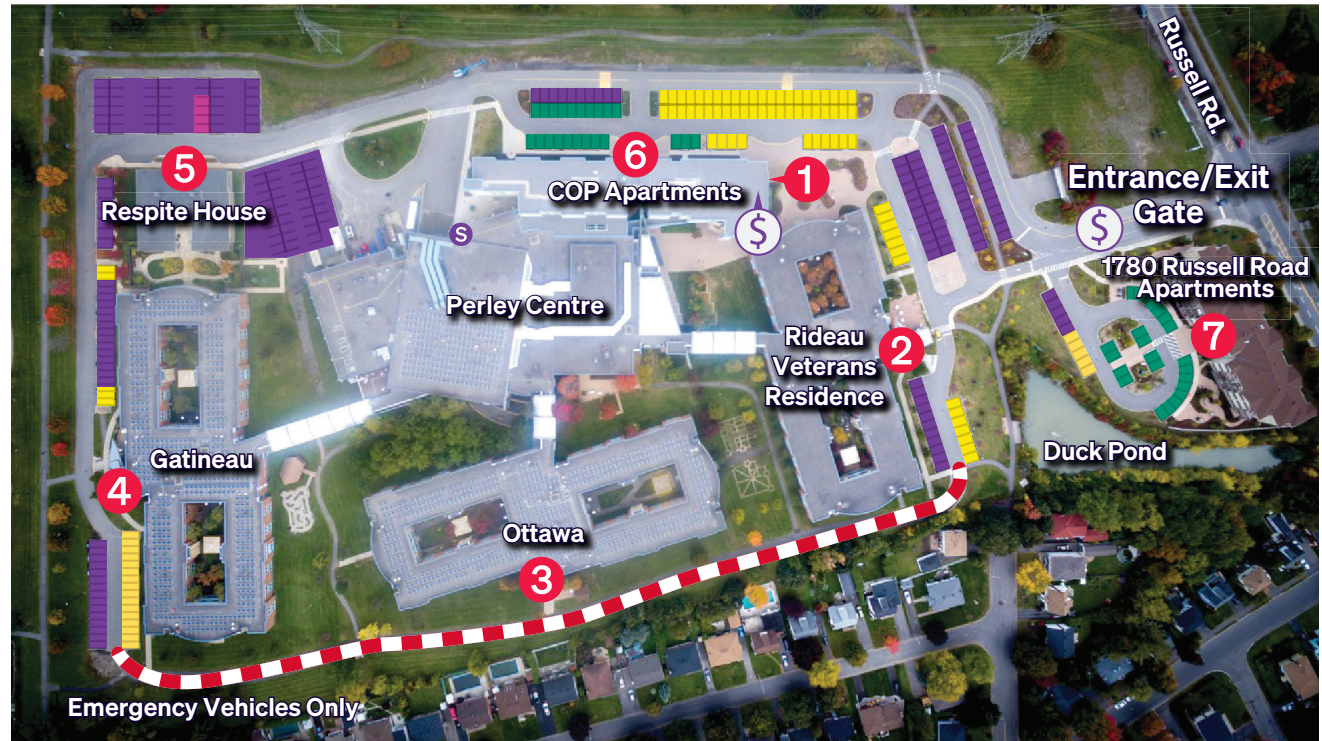 Russell Rd.
Entrance/Exit
Gate
$
1780 Russell Road
Apartments
7
5
Respite House
6
COP Apartments
1
$
S
Perley Centre
Rideau
Veterans
Residence
2
Duck Pond
Gatineau
4
Ottawa
3
Emergency Vehicles Only